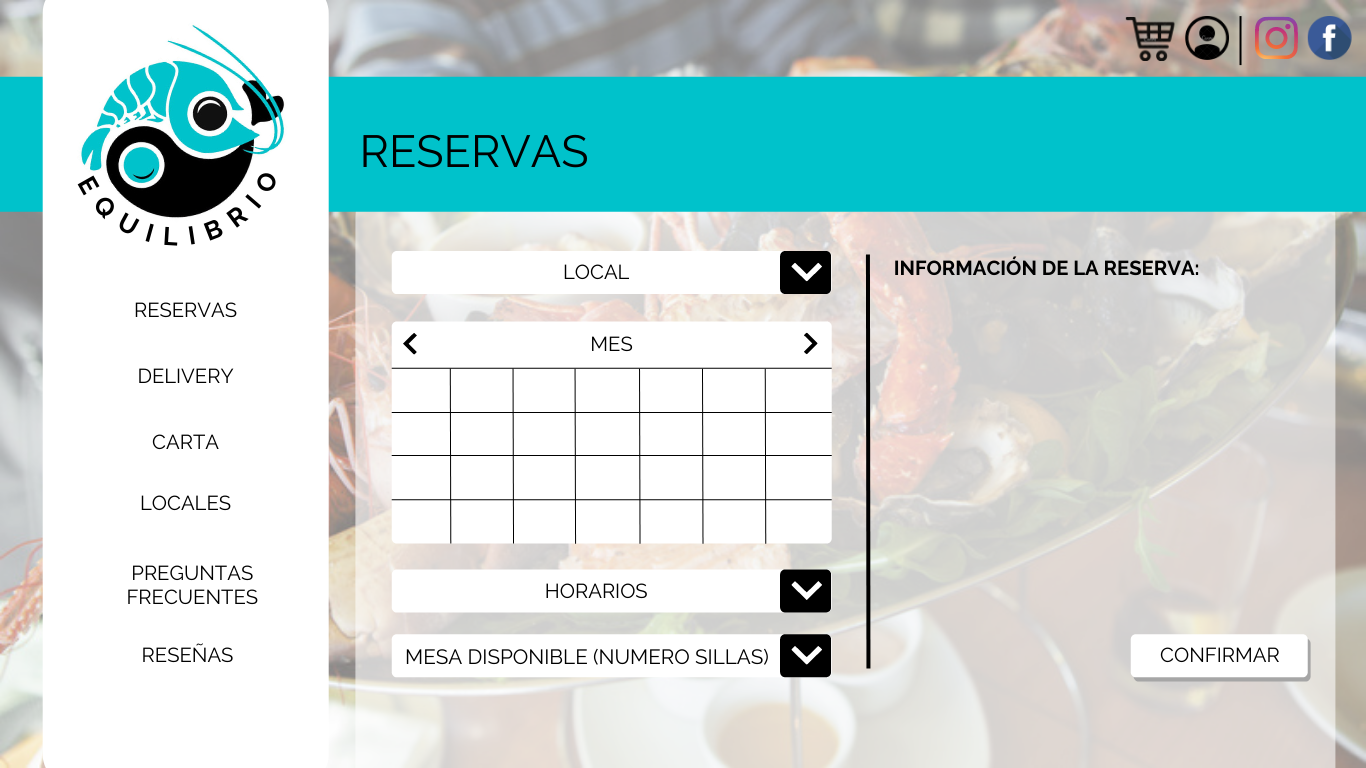 EQUILIBRIO
RESERVAS
DELIVERY
CARTA
LOCALES
PREGUNTAS
FRECUENTES
RESEÑAS
RESERVAS
LOCAL
MES
HORARIOS
MESA DISPONIBLE (NUMERO SILLAS)
INFORMACIÓN DE LA RESERVA:
CONFIRMAR